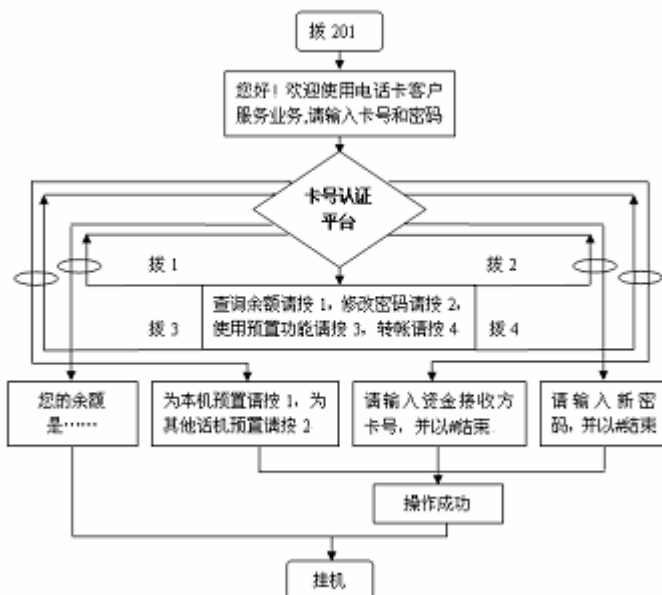 拨 201
您好！欢迎使用电话卡客户
服务业务,请输入卡号和密码
卡号认证
平台
拨 1
拨 2
查询余额请按 1，修改密码请按 2，
使用预置功能请按 3，转帐请按 4
拨 3
拨 4
您的余额
是……
为本机预置请按 1，为
其他话机预置请按 2
请输入资金接收方
卡号，并以#结束
请输入新密
码，并以#结束
操作成功
挂机